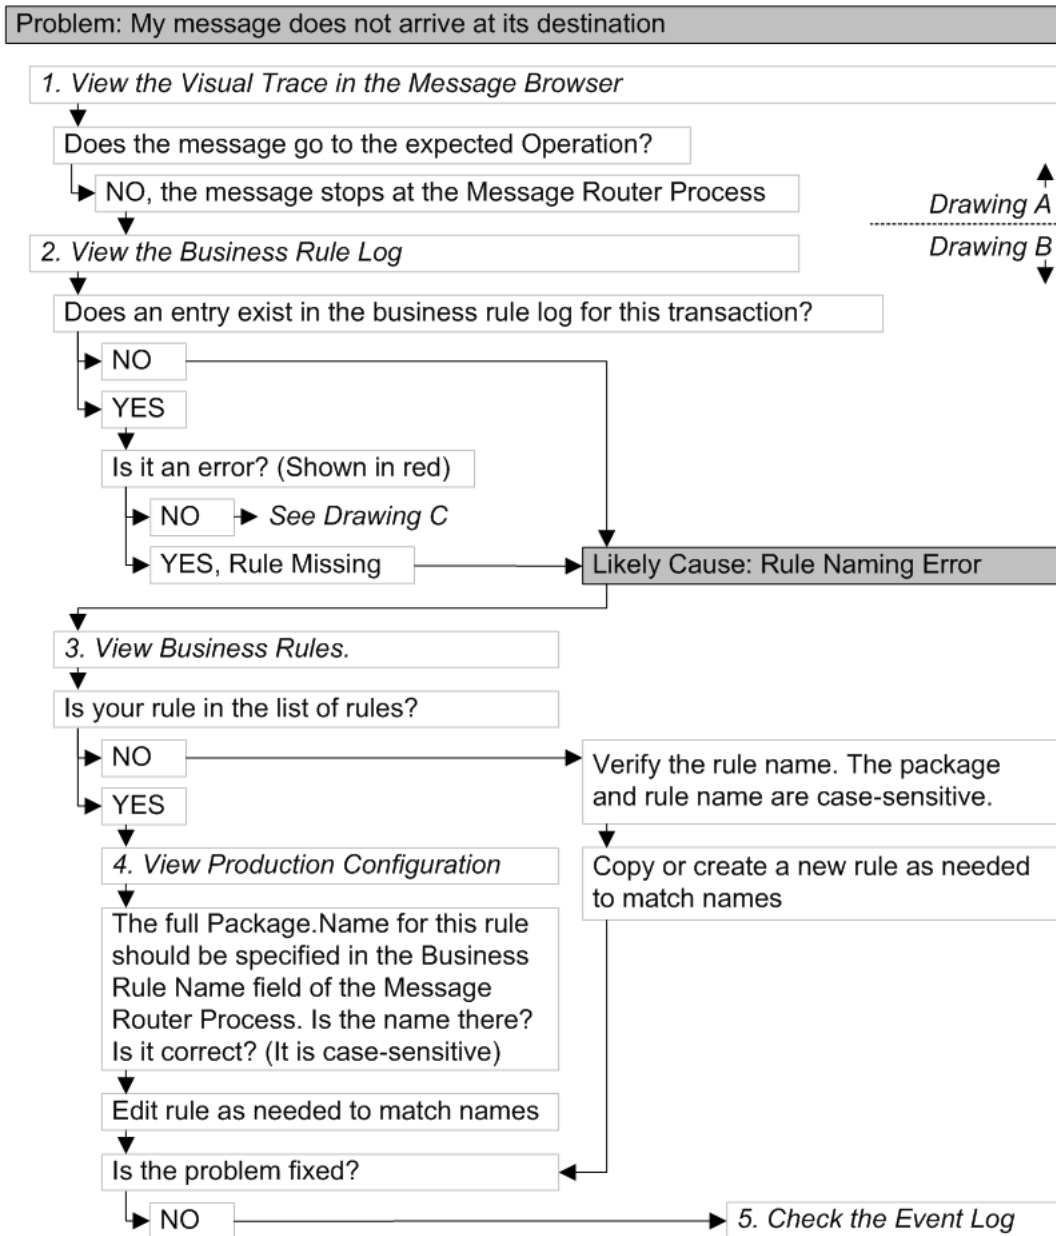 Problem: My message does not arrive at its destination
1. View the Visual Trace in the Message Browser
Does the message go to the expected Operation?
NO, the message stops at the Message Router Process
Drawing A
2. View the Business Rule Log
Drawing B
Does an entry exist in the business rule log for this transaction?
NO
YES
Is it an error? (Shown in red)
NO
See Drawing C
YES, Rule Missing
Likely Cause: Rule Naming Error
3. View Business Rules.
Is your rule in the list of rules?
NO
Verify the rule name. The package
and rule name are case-sensitive.
YES
4. View Production Configuration
Copy or create a new rule as needed
to match names
The full Package.Name for this rule
should be specified in the Business
Rule Name field of the Message
Router Process. Is the name there?
Is it correct? (It is case-sensitive)
Edit rule as needed to match names
Is the problem fixed?
NO
5. Check the Event Log